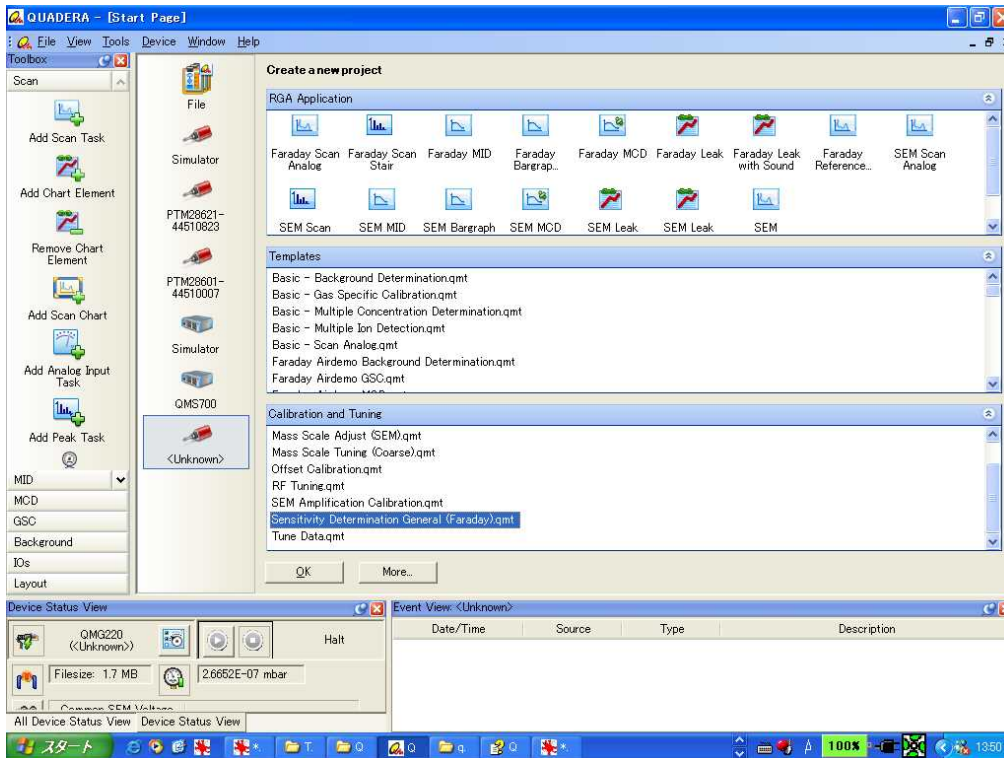 QUADERA - [Start Page]
File View Tools Device Window Help
Toolbox
Scan
Add Scan Task
Add Chart Element
Remove Chart
Element
Add Scan Chart
Add Analog Input
Task
Add Peak Task
MID
MCD
GSC
Background
IOs
Layout
File
Simulator
PTM28621-
44510823
PTM28601-
44510007
Simulator
QMS700
<Unknown>
Create a new project
RGA Application
Faraday Scan Analog
Faraday Scan Stair
Faraday MID
Faraday Bargrap...
Faraday MCD
Faraday Leak
Faraday Leak with Sound
Faraday Reference...
SEM Scan Analog
SEM Scan
SEM MID
SEM Bargraph
SEM MCD
SEM Leak
SEM Leak
SEM
Templates
Basic - Background Determination.qmt
Basic - Gas Specific Calibration.qmt
Basic - Multiple Concentration Determination.qmt
Basic - Multiple Ion Detection.qmt
Basic - Scan Analog.qmt
Faraday Airdemo Background Determination.qmt
Faraday Airdemo GSC.qmt
Calibration and Tuning
Mass Scale Adjust (SEM).qmt
Mass Scale Tuning (Coarse).qmt
Offset Calibration.qmt
RF Tuning.qmt
SEM Amplification Calibration.qmt
Sensitivity Determination General (Faraday).qmt
Tune Data.qmt
OK More...
Device Status View
QMG220
(<Unknown>)
Halt
Filesize: 1.7 MB
2.6652E-07 mbar
Common SEM Voltage
All Device Status View Device Status View
Event View: <Unknown>
Date/Time Source Type Description
スタート
*.
T.
Q
Q
q.
Q
*.
A
100%
13:50